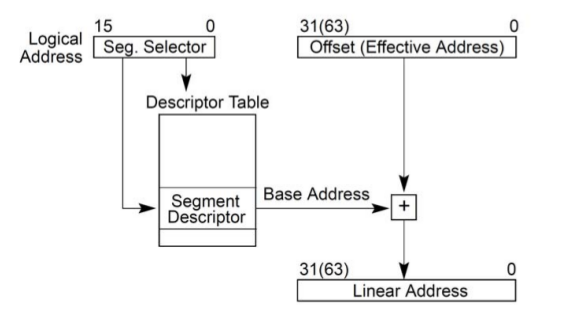 15 0
Logical
Address
Seg. Selector
31(63) 0
Offset (Effective Address)
Descriptor Table
Segment
Descriptor
Base Address
+
31(63) 0
Linear Address